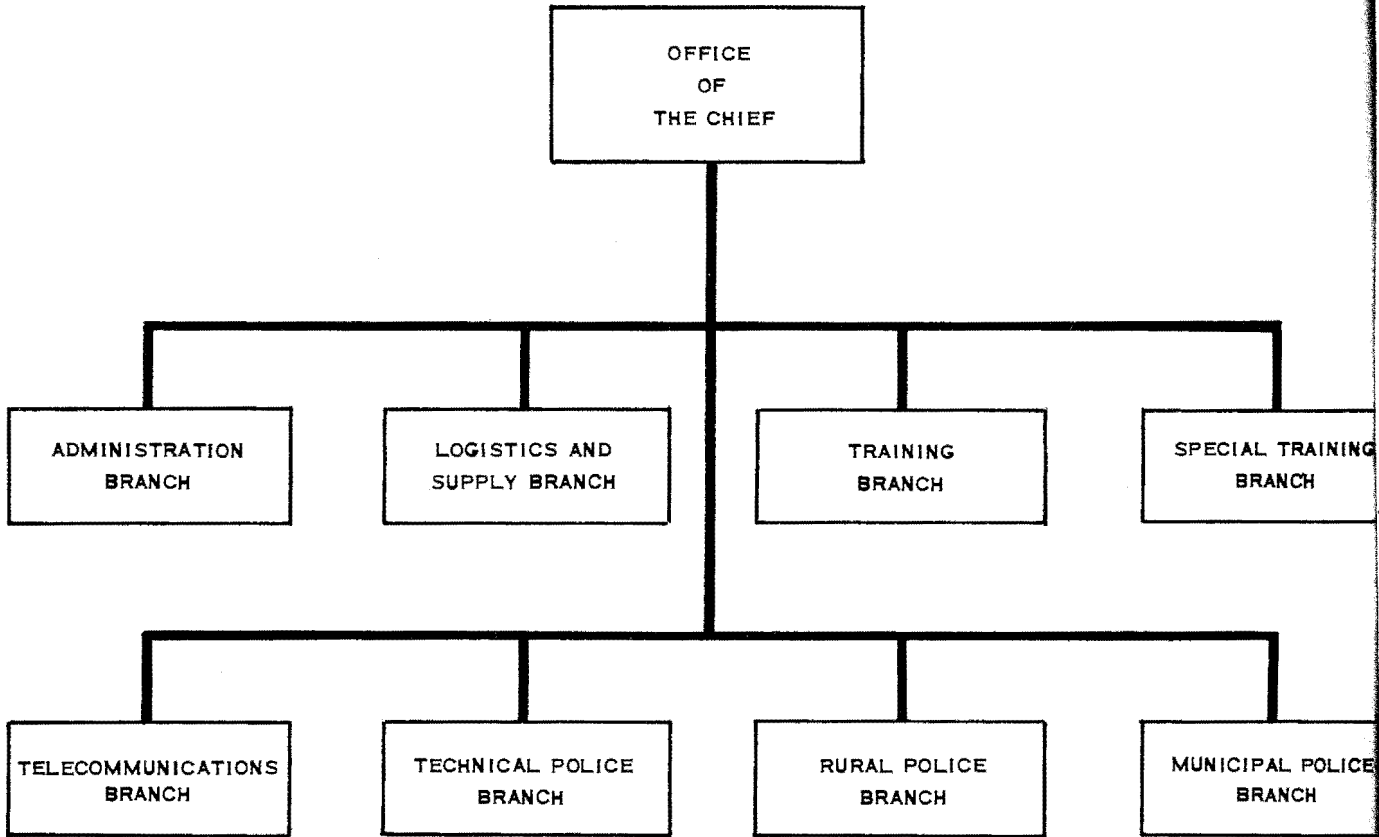 OFFICE
OF
THE CHIEF
ADMINISTRATION
BRANCH
LOGISTICS AND
SUPPLY BRANCH
TRAINING
BRANCH
SPECIAL TRAINING
BRANCH
TELECOMMUNICATIONS
BRANCH
TECHNICAL POLICE
BRANCH
RURAL POLICE
BRANCH
MUNICIPAL POLICE
BRANCH